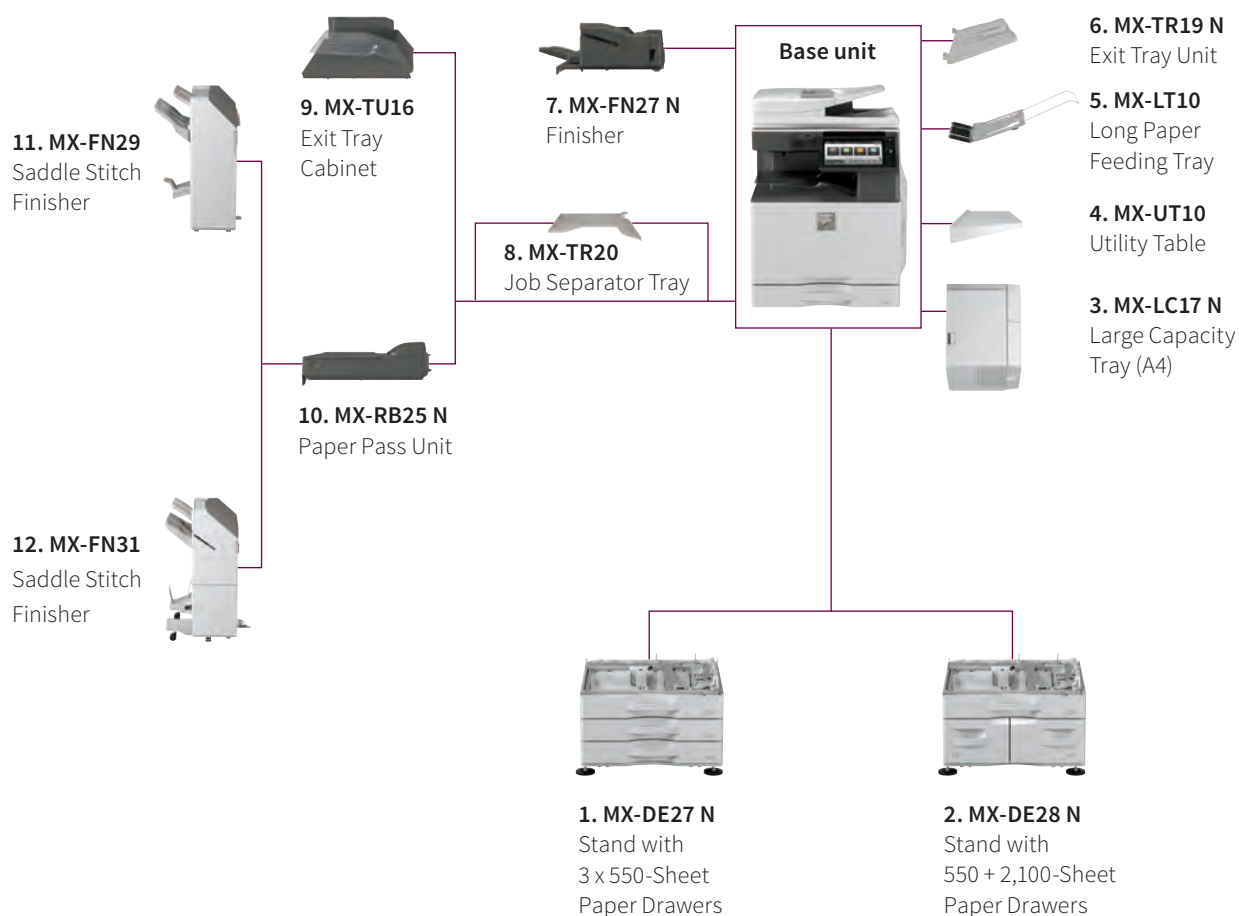 Base unit
6. MX-TR19 N
Exit Tray Unit
5. MX-LT10
Long Paper
Feeding Tray
4. MX-UT10
Utility Table
3. MX-LC17 N
Large Capacity
Tray (A4)
7. MX-FN27 N
Finisher
9. MX-TU16
Exit Tray
Cabinet
11. MX-FN29
Saddle Stitch
Finisher
8. MX-TR20
Job Separator Tray
10. MX-RB25 N
Paper Pass Unit
12. MX-FN31
Saddle Stitch
Finisher
1. MX-DE27 N
Stand with
3 x 550-Sheet
Paper Drawers
2. MX-DE28 N
Stand with
550 + 2,100-Sheet
Paper Drawers